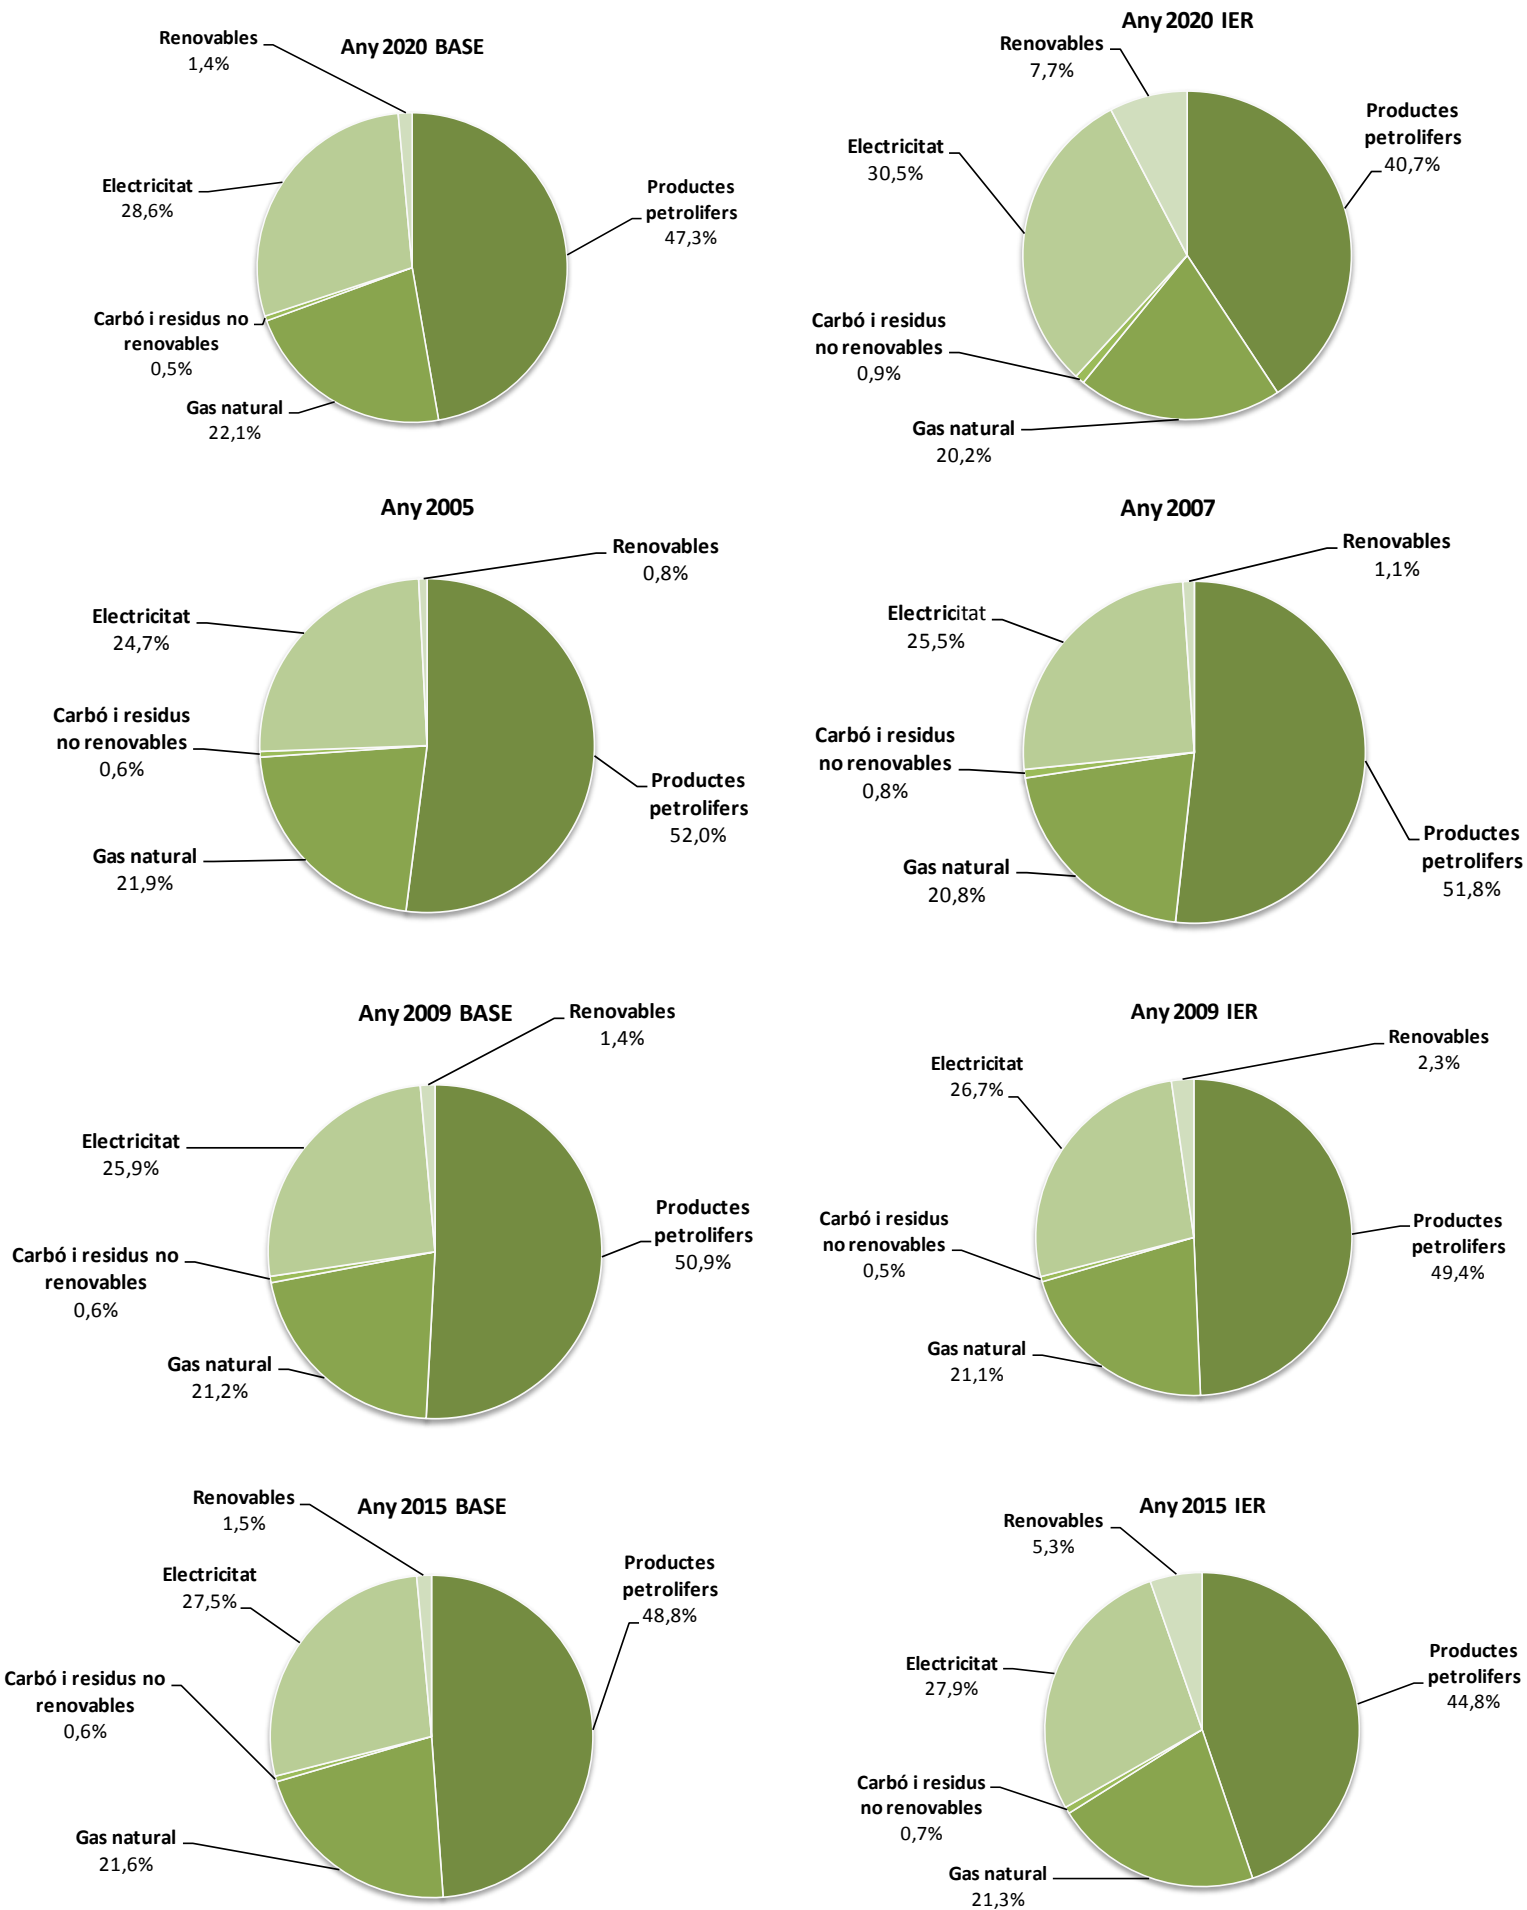 Any 2020 BASE
Renovables
1,4%
Electricitat
28,6%
Productes
petrolifers
47,3%
Carbó i residus no
renovables
0,5%
Gas natural
22,1%
Any 2020 IER
Renovables
7,7%
Productes
petrolifers
40,7%
Electricitat
30,5%
Carbó i residus
no renovables
0,9%
Gas natural
20,2%
Any 2005
Renovables
0,8%
Electricitat
24,7%
Carbó i residus
no renovables
0,6%
Productes
petrolifers
52,0%
Gas natural
21,9%
Any 2007
Renovables
1,1%
Electricitat
25,5%
Carbó i residus
no renovables
0,8%
Productes
petrolifers
51,8%
Gas natural
20,8%
Any 2009 BASE
Renovables
1,4%
Electricitat
25,9%
Productes
petrolifers
50,9%
Carbó i residus no
renovables
0,6%
Gas natural
21,2%
Any 2009 IER
Renovables
2,3%
Electricitat
26,7%
Carbó i residus
no renovables
0,5%
Productes
petrolifers
49,4%
Gas natural
21,1%
Any 2015 BASE
Renovables
1,5%
Productes
petrolifers
48,8%
Electricitat
27,5%
Carbó i residus no
renovables
0,6%
Gas natural
21,6%
Any 2015 IER
Renovables
5,3%
Electricitat
27,9%
Productes
petrolifers
44,8%
Carbó i residus
no renovables
0,7%
Gas natural
21,3%